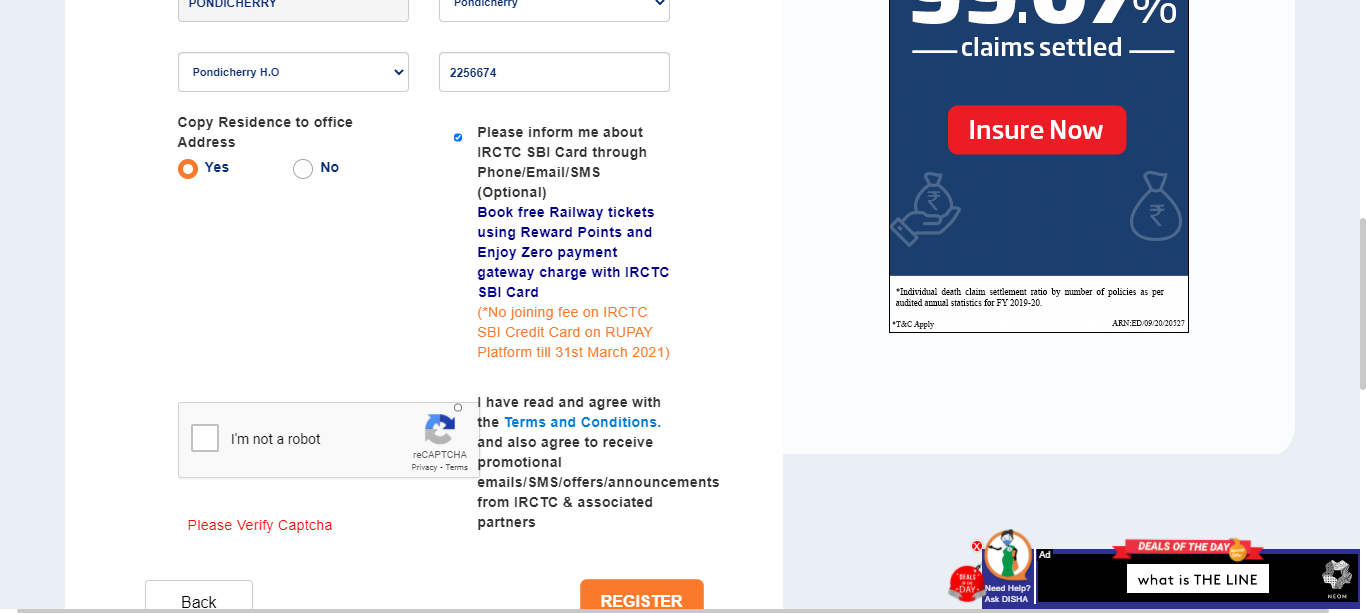 PONDICHERRY
Pondicherry
Pondicherry H.O
2256674
Copy Residence to office
Address
Yes
No
Please inform me about
IRCTC SBI Card through
Phone/Email/SMS
(Optional)
Book free Railway tickets
using Reward Points and
Enjoy Zero payment
gateway charge with IRCTC
SBI Card
(*No joining fee on IRCTC
SBI Credit Card on RUPAY
Platform till 31st March 2021)
I'm not a robot
reCAPTCHA
Privacy - Terms
I have read and agree with
the Terms and Conditions.
and also agree to receive
promotional
emails/SMS/offers/announcements
from IRCTC & associated
partners
Please Verify Captcha
Back
REGISTER
%
claims settled
Insure Now
*Individual death claim settlement ratio by number of policies as per
audited annual statistics for FY 2019-20.
*T&C Apply
ARN:ED/09/20/20527
X
DEALS OF THE DAY
Need Help?
Ask DISHA
Ad
DEALS OF THE DAY
what is THE LINE
NEOM